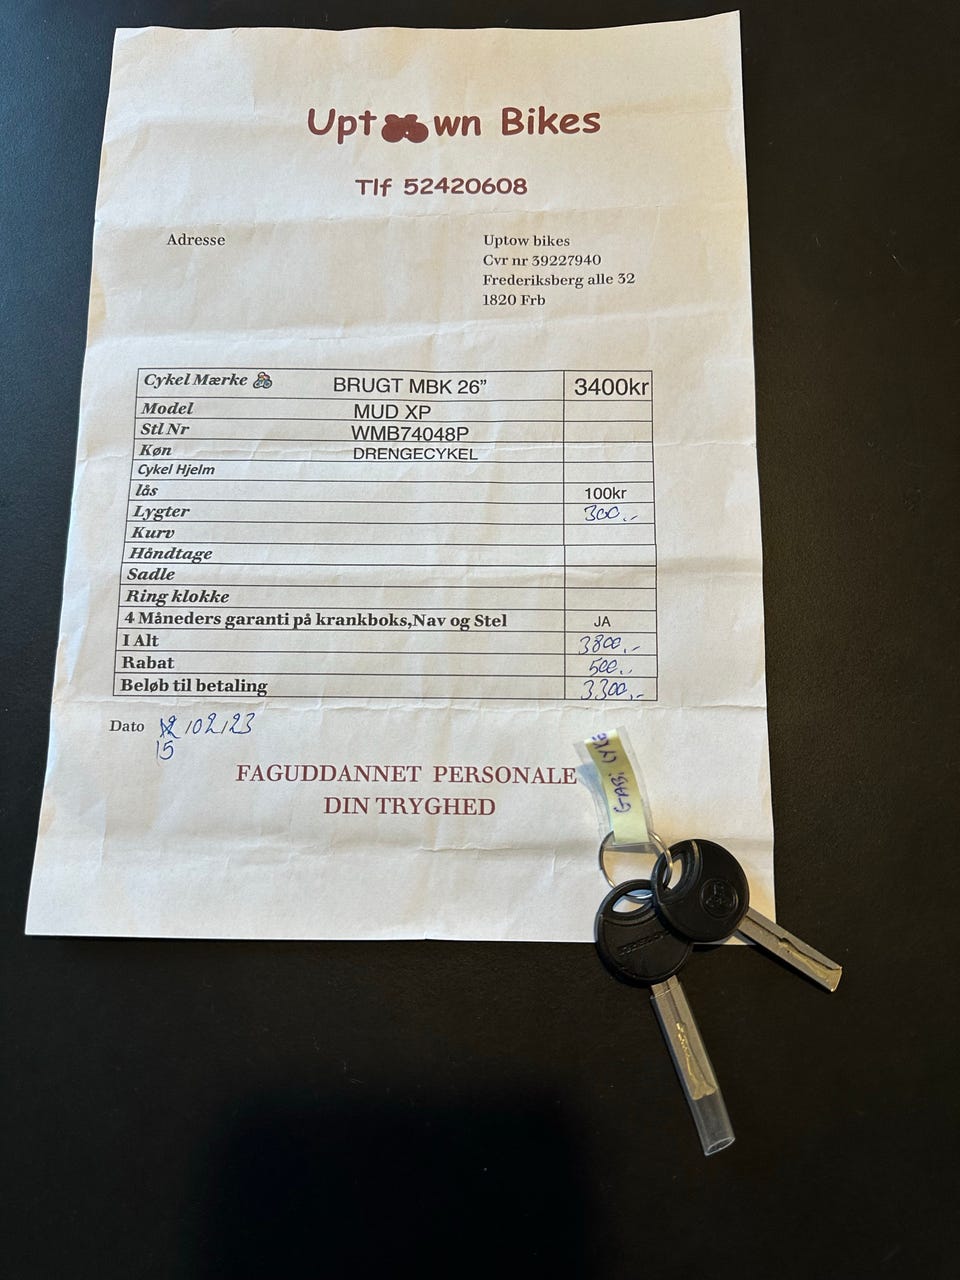 Uptown Bikes
Tlf 52420608
Adresse
Uptow bikes
Cvr nr 39227940
Frederiksberg alle 32
1820 Frb
Cykel Mærke BRUGT MBK 26” 3400kr
Model MUD XP
Stl Nr WMB74048P
Køn DRENGECYKEL
Cykel Hjelm
lås 100kr
Lygter 300,-
Kurv
Håndtage
Sadle
Ring klokke
4 Måneders garanti på krankboks,Nav og Stel JA
I Alt 3800,-
Rabat 500,-
Beløb til betaling 3300,-
Dato 102123
15
FAGUDDANNET PERSONALE
DIN TRYGHED